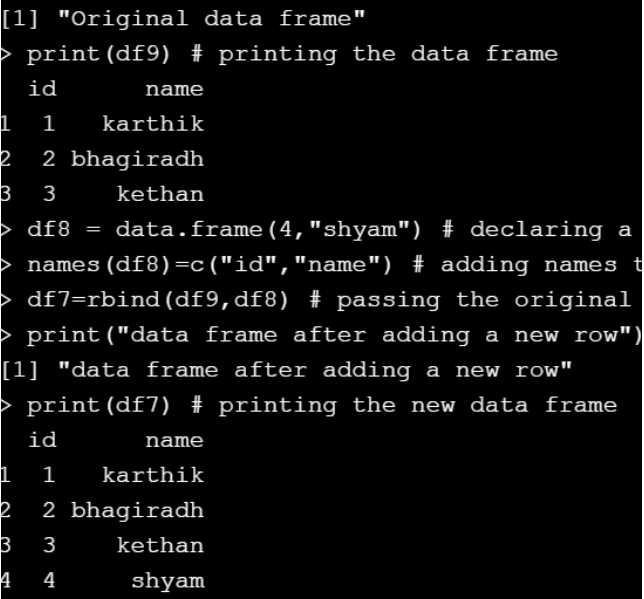 [1] "Original data frame"
> print(df9) # printing the data frame
  id      name
1  1   karthik
2  2 bhagiradh
3  3    kethan
> df8 = data.frame(4,"shyam") # declaring a
> names(df8)=c("id","name") # adding names t
> df7=rbind(df9,df8) # passing the original
> print("data frame after adding a new row")
[1] "data frame after adding a new row"
> print(df7) # printing the new data frame
  id      name
1  1   karthik
2  2 bhagiradh
3  3    kethan
4  4     shyam